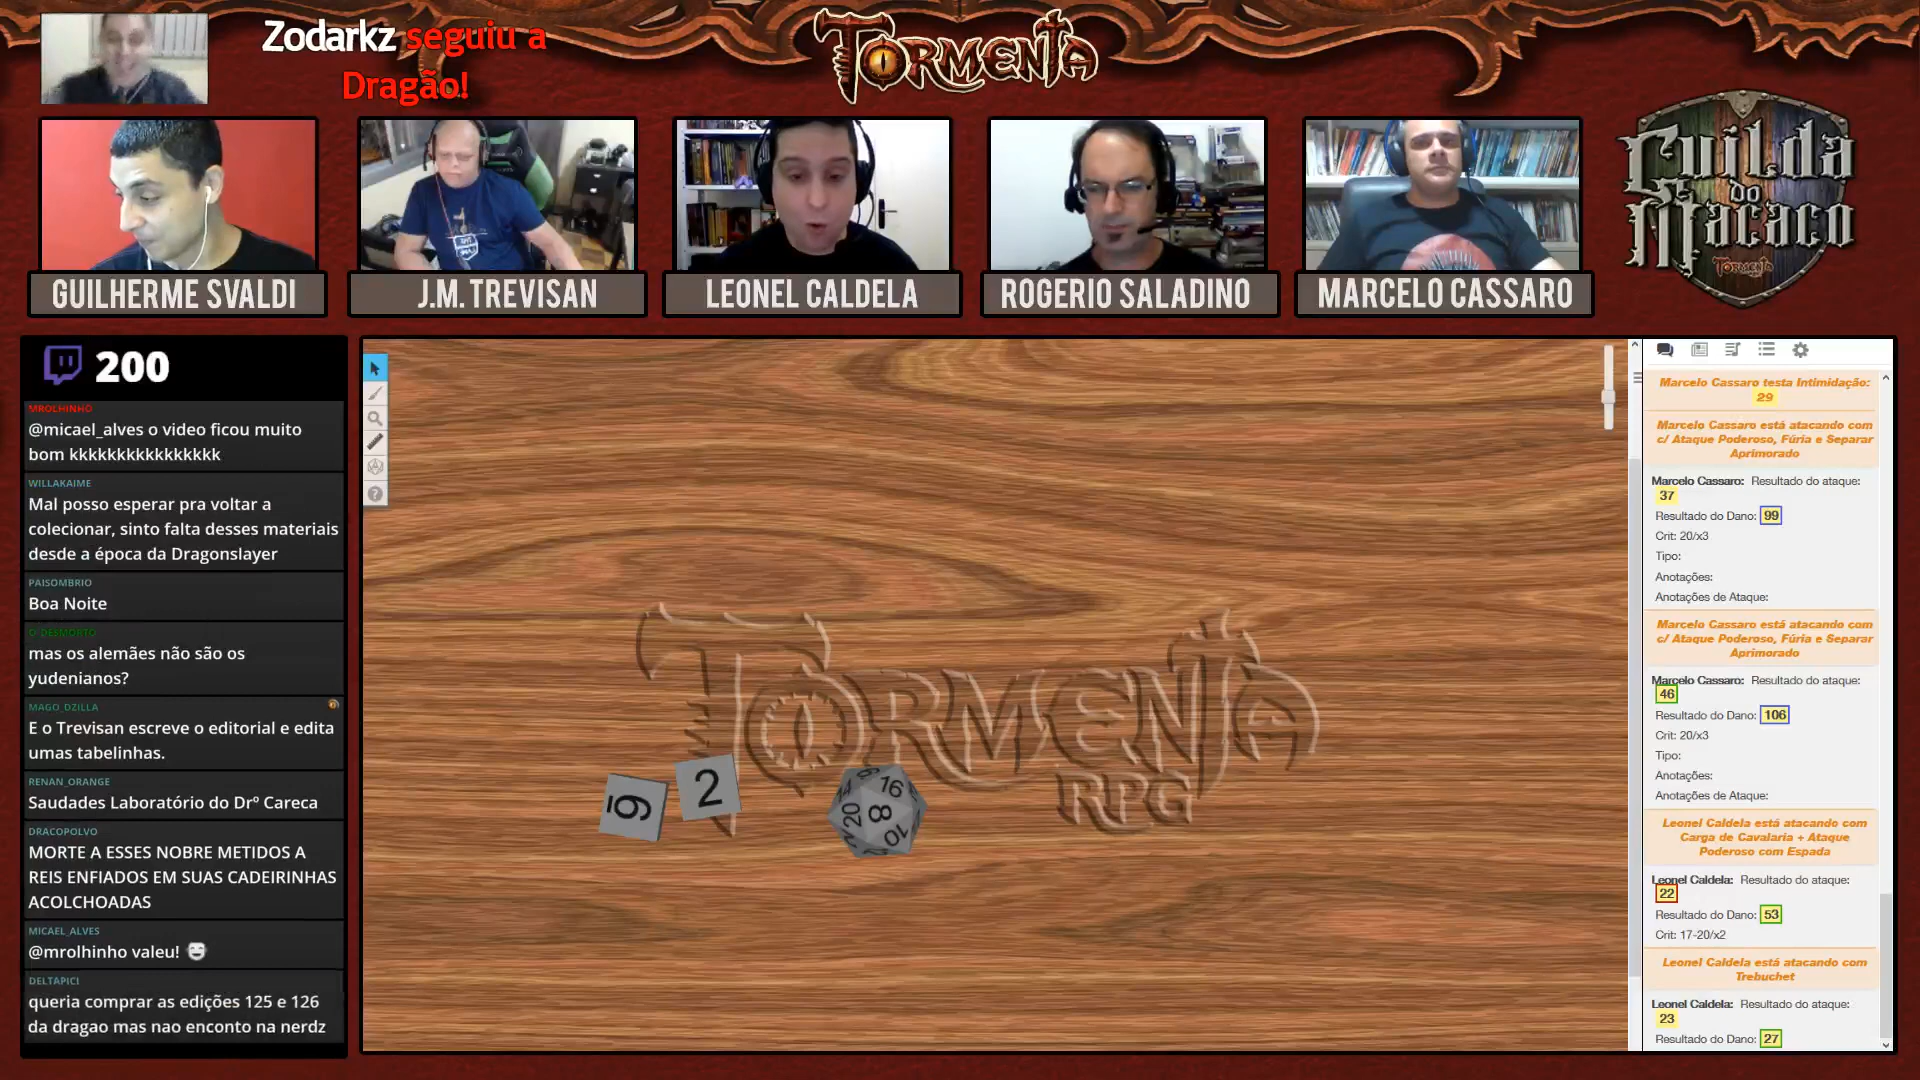 Zodarkz seguiu a
Dragão!
TORMENTA
Guilda
do
Macaco
TORMENTA
GUILHERME SVALDI
J.M. TREVISAN
LEONEL CALDELA
ROGERIO SALADINO
MARCELO CASSARO
200
MROLHINHO
@micael_alves o video ficou muito
bom kkkkkkkkkkkkkkkk
WILLAKAIME
Mal posso esperar pra voltar a
colecionar, sinto falta desses materiais
desde a época da Dragonslayer
PAISOMBRIO
Boa Noite
O_DESMORTO
mas os alemães não são os
yudenianos?
MAGO_DZILLA
E o Trevisan escreve o editorial e edita
umas tabelinhas.
RENAN_ORANGE
Saudades Laboratório do Drº Careca
DRACOPOLVO
MORTE A ESSES NOBRE METIDOS A
REIS ENFIADOS EM SUAS CADEIRINHAS
ACOLCHOADAS
MICAEL_ALVES
@mrolhinho valeu!
DELTAPICI
queria comprar as edições 125 e 126
da dragao mas nao enconto na nerdz
TORMENTA
RPG
2
16
20
8
10
Marcelo Cassaro testa Intimidação:
29
Marcelo Cassaro está atacando com
c/ Ataque Poderoso, Fúria e Separar
Aprimorado
Marcelo Cassaro: Resultado do ataque:
37
Resultado do Dano: 99
Crit: 20/x3
Tipo:
Anotações:
Anotações de Ataque:
Marcelo Cassaro está atacando com
c/ Ataque Poderoso, Fúria e Separar
Aprimorado
Marcelo Cassaro: Resultado do ataque:
46
Resultado do Dano: 106
Crit: 20/x3
Tipo:
Anotações:
Anotações de Ataque:
Leonel Caldela está atacando com
Carga de Cavalaria + Ataque
Poderoso com Espada
Leonel Caldela: Resultado do ataque:
22
Resultado do Dano: 53
Crit: 17-20/x2
Leonel Caldela está atacando com
Trebuchet
Leonel Caldela: Resultado do ataque:
23
Resultado do Dano: 27